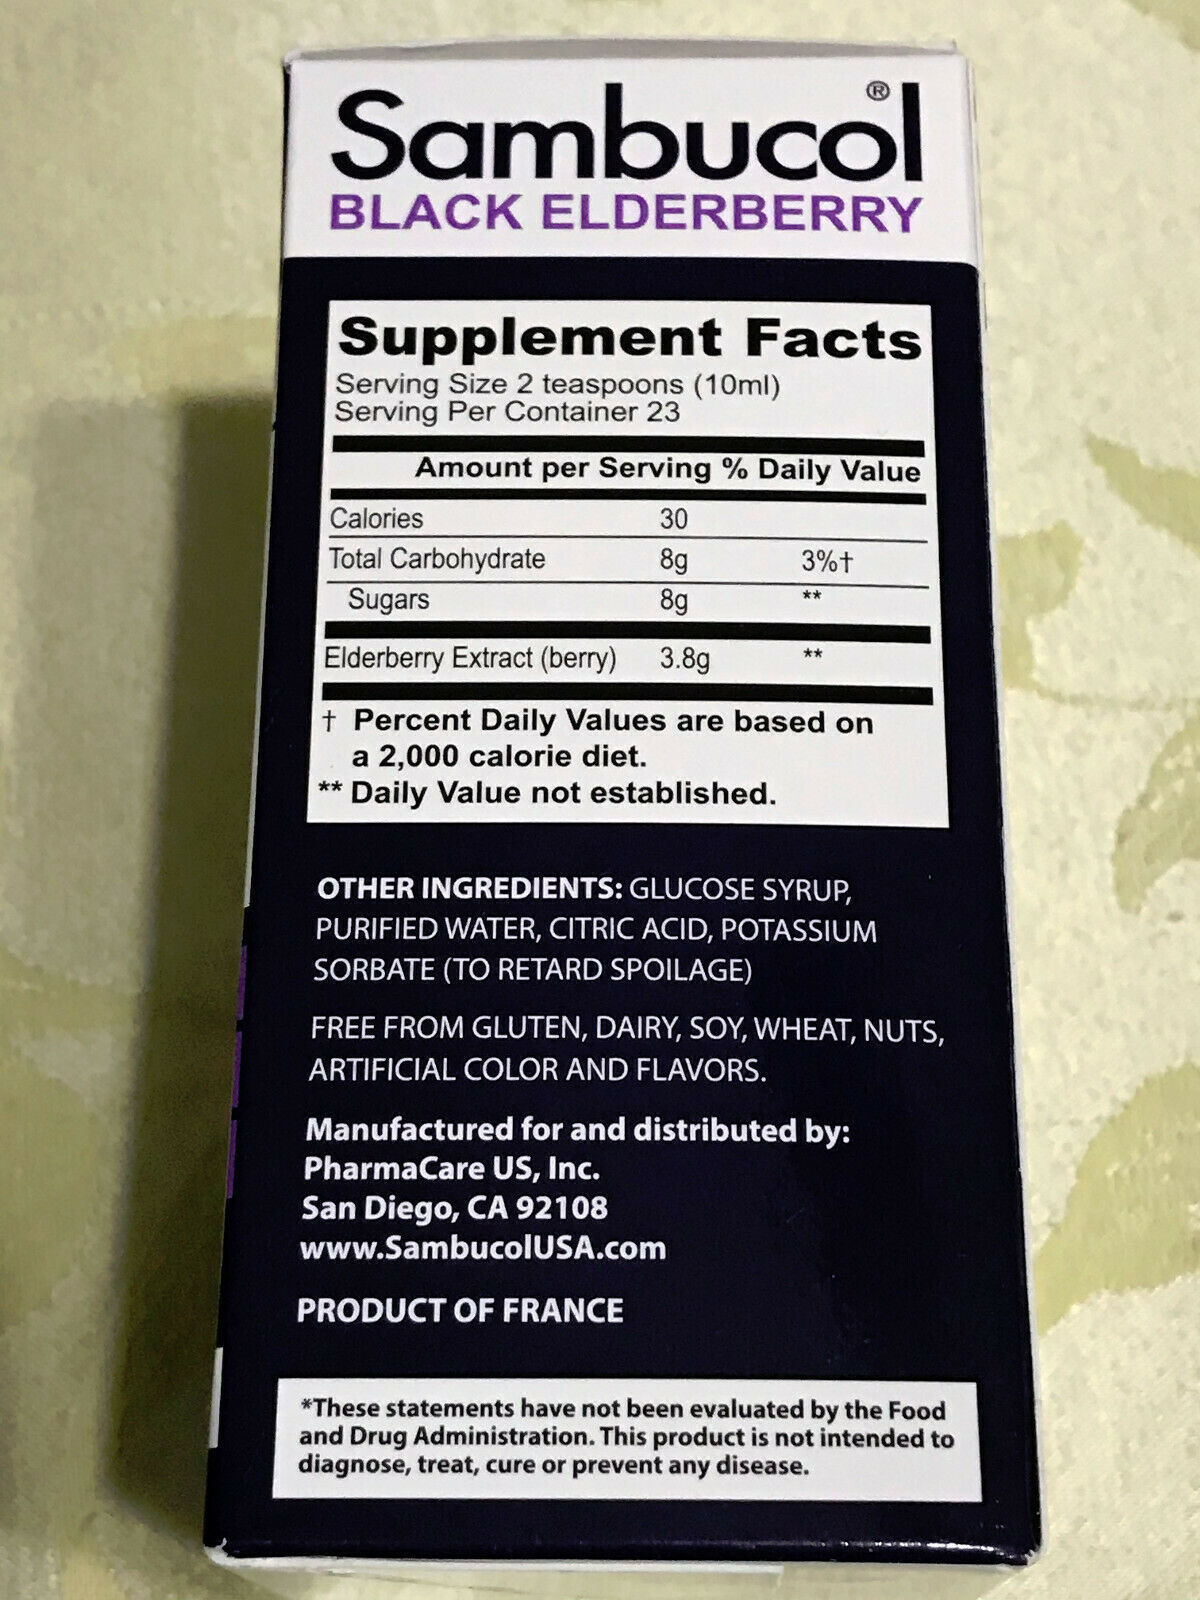 Sambucol®
BLACK ELDERBERRY
Supplement Facts
Serving Size 2 teaspoons (10ml)
Serving Per Container 23
Amount per Serving % Daily Value
Calories 30
Total Carbohydrate 8g 3%†
Sugars 8g **
Elderberry Extract (berry) 3.8g **
† Percent Daily Values are based on
a 2,000 calorie diet.
** Daily Value not established.
OTHER INGREDIENTS: GLUCOSE SYRUP,
PURIFIED WATER, CITRIC ACID, POTASSIUM
SORBATE (TO RETARD SPOILAGE)
FREE FROM GLUTEN, DAIRY, SOY, WHEAT, NUTS,
ARTIFICIAL COLOR AND FLAVORS.
Manufactured for and distributed by:
PharmaCare US, Inc.
San Diego, CA 92108
www.SambucolUSA.com
PRODUCT OF FRANCE
*These statements have not been evaluated by the Food
and Drug Administration. This product is not intended to
diagnose, treat, cure or prevent any disease.